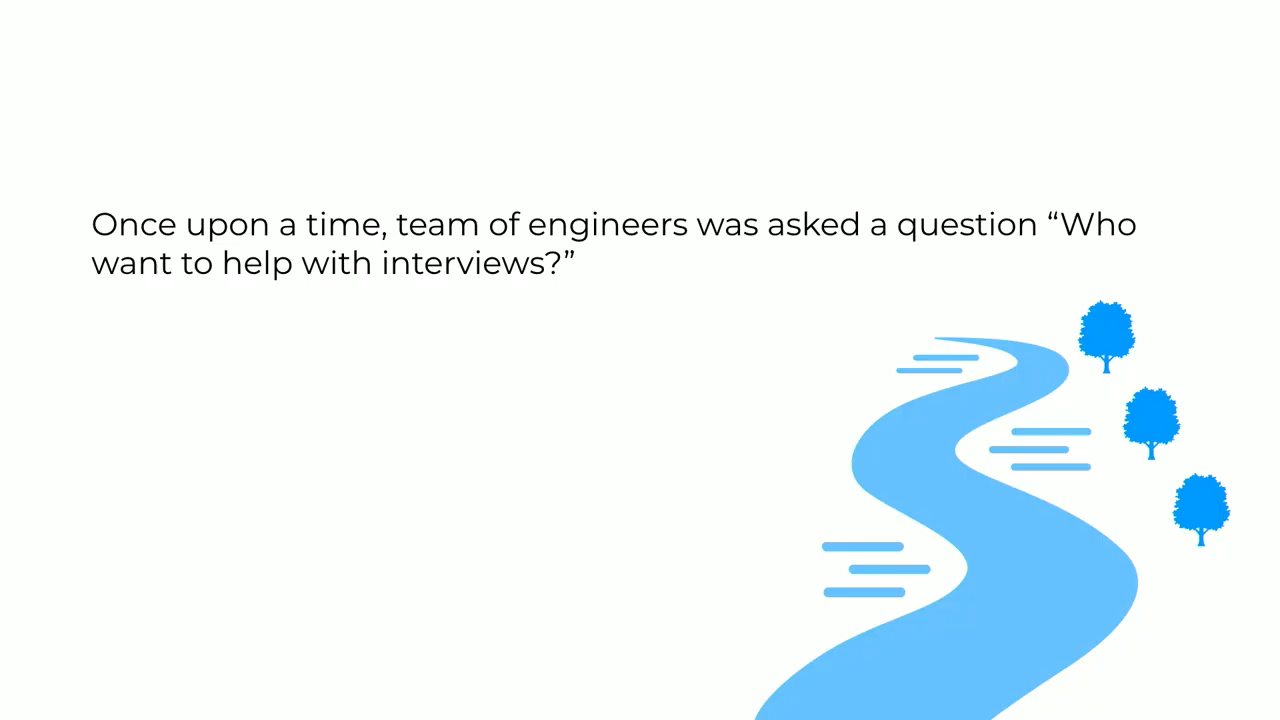 Once upon a time, team of engineers was asked a question “Who
want to help with interviews?”